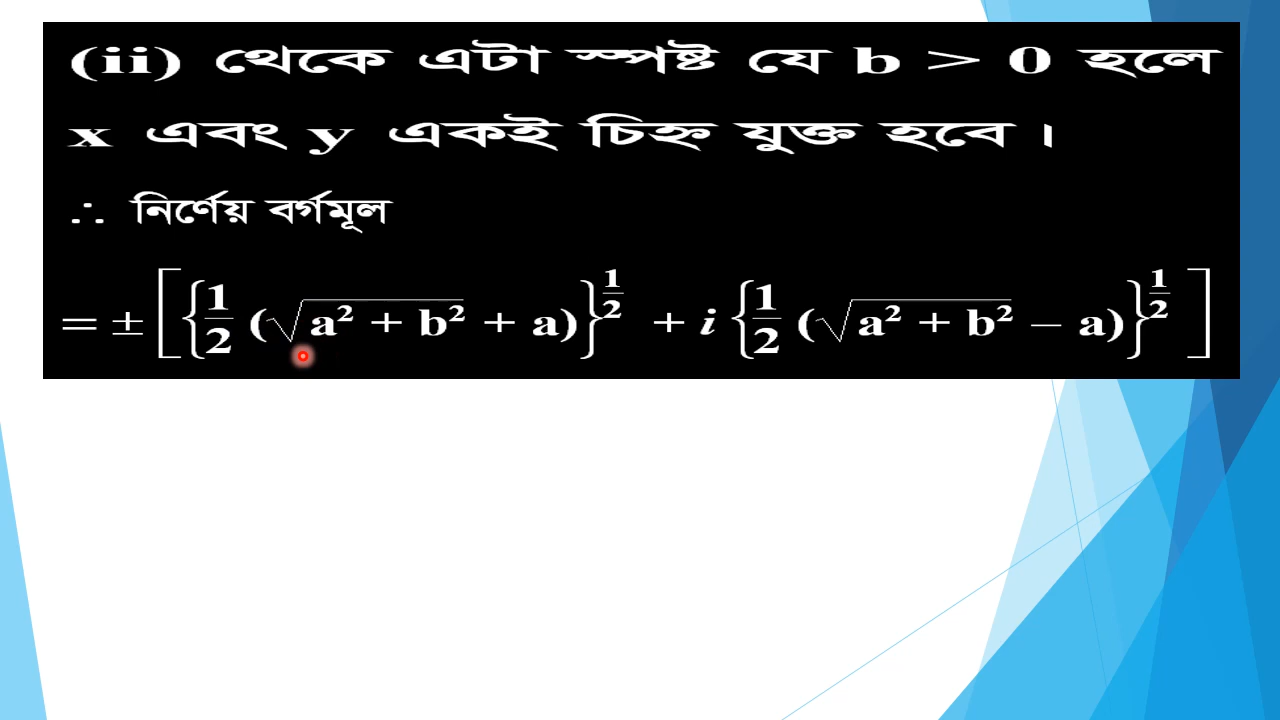 (ii) থেকে এটা স্পষ্ট যে b > 0 হলে
x এবং y একই চিহ্ন যুক্ত হবে ।
∴ নির্ণেয় বর্গমূল
= ± [ { 1/2 (√(a² + b²) + a) }^(1/2) + i { 1/2 (√(a² + b²) − a) }^(1/2) ]